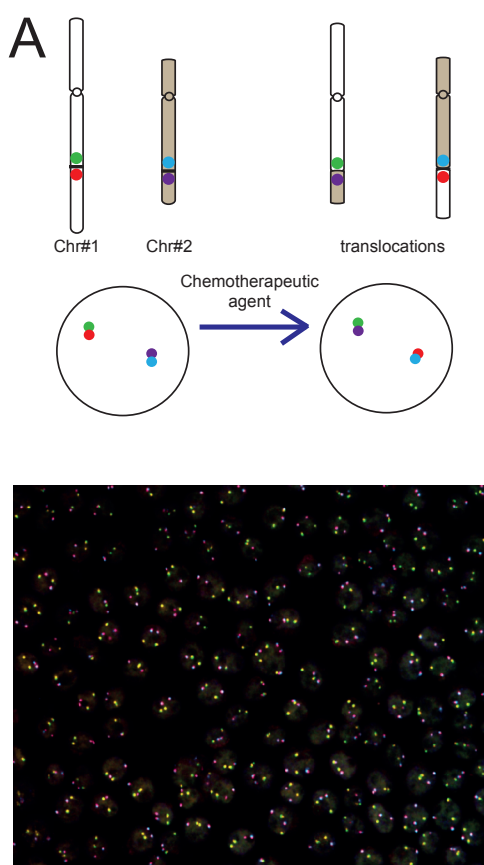 A
Chr#1
Chr#2
translocations
Chemotherapeutic
agent